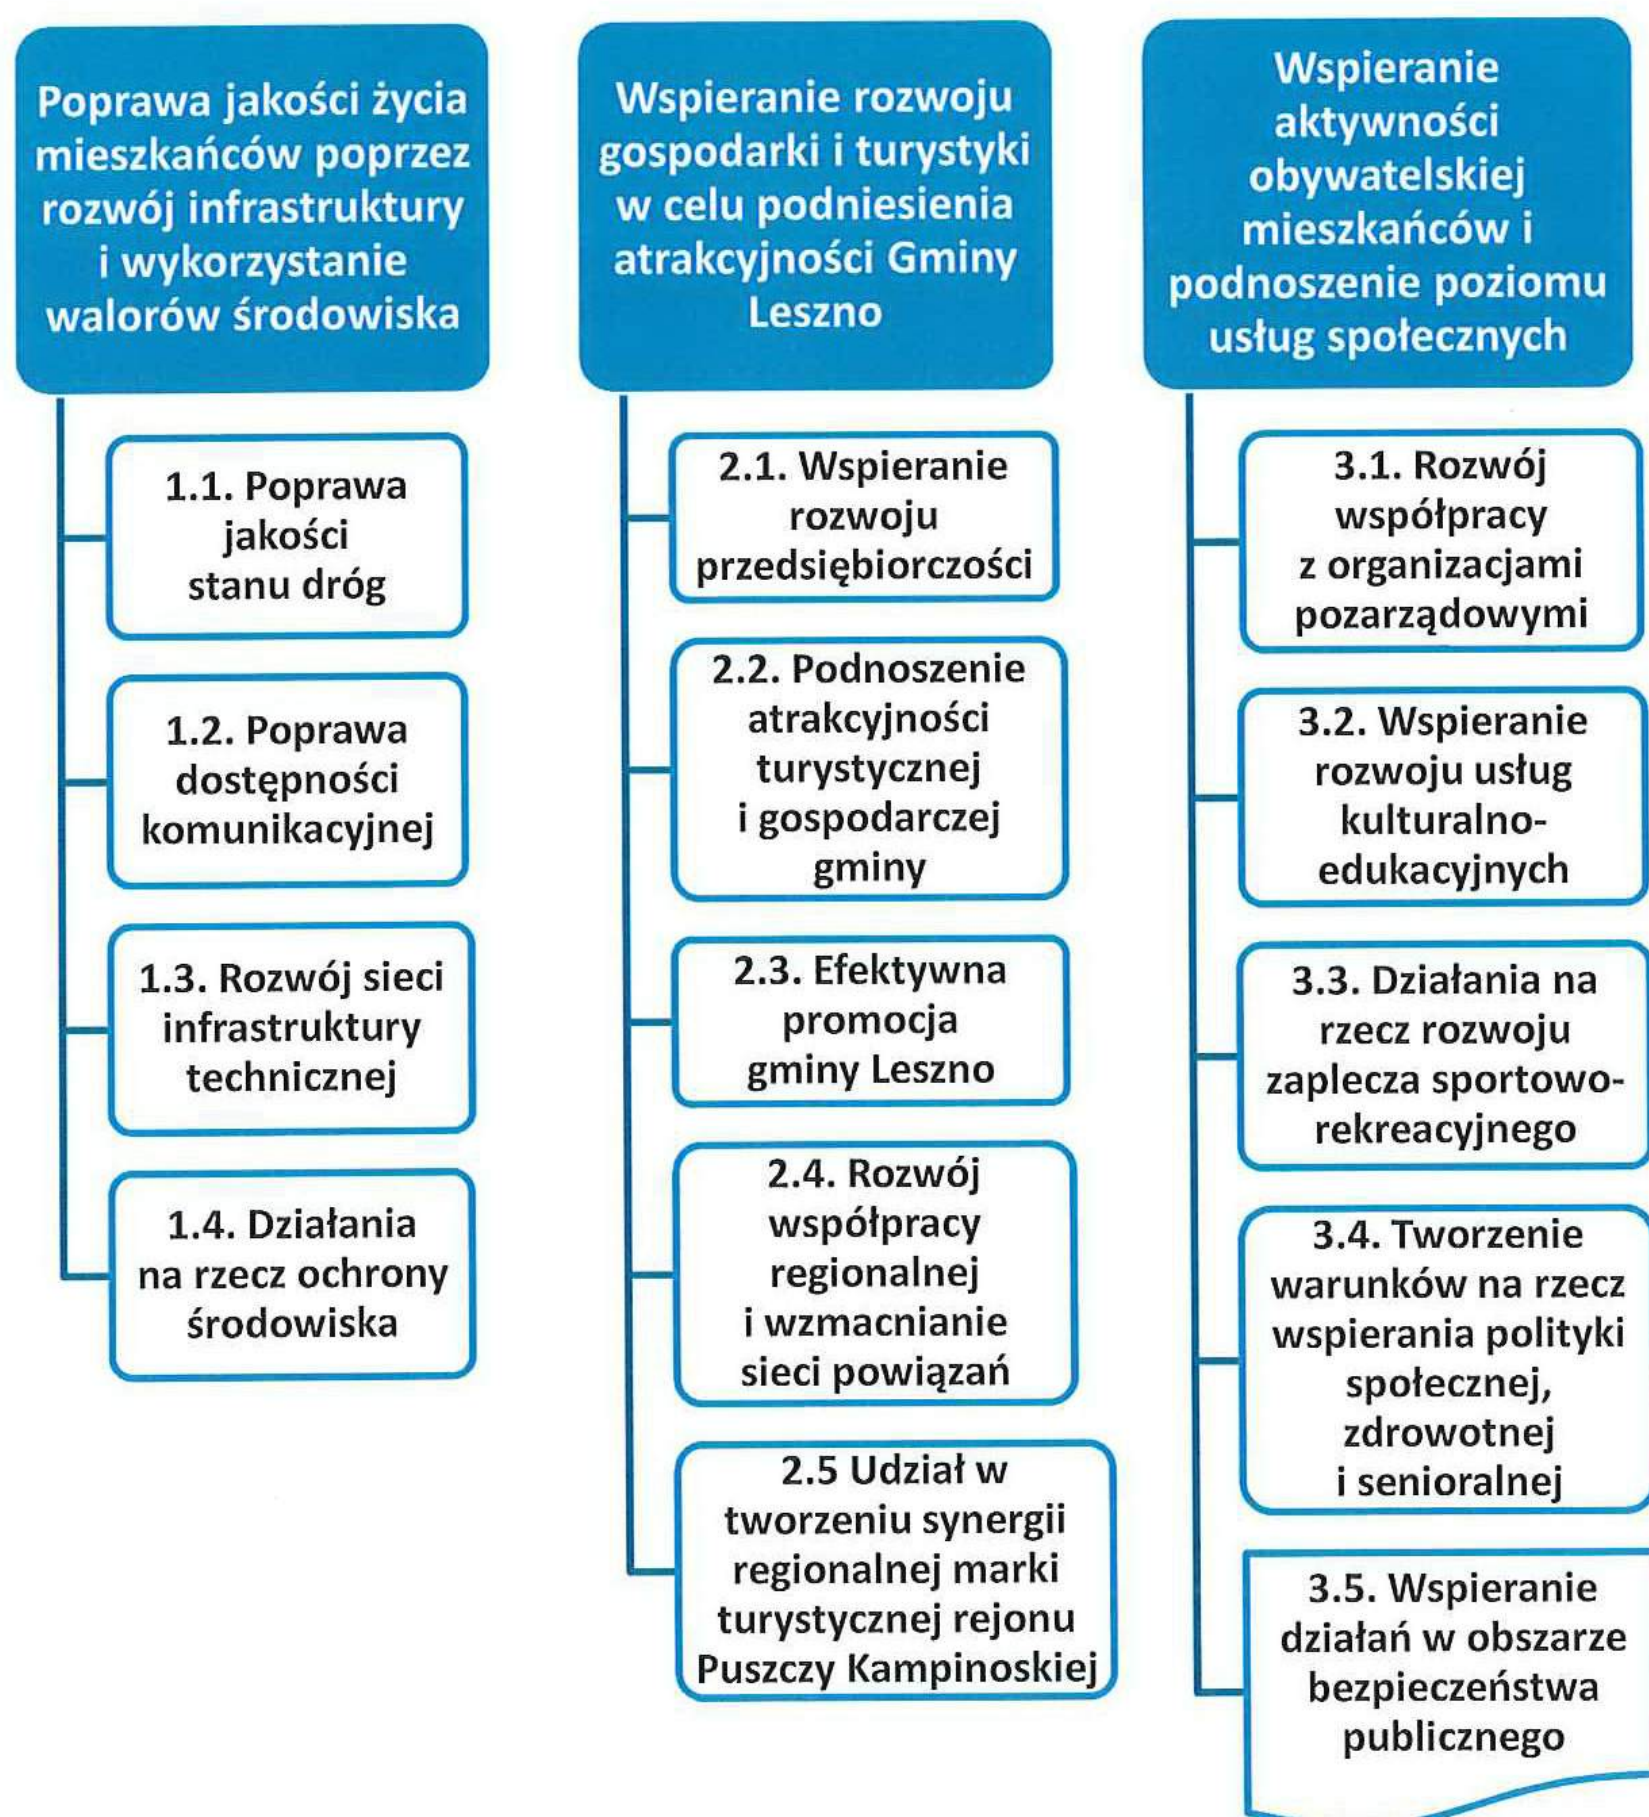 Poprawa jakości życia
mieszkańców poprzez
rozwój infrastruktury
i wykorzystanie
walorów środowiska
1.1. Poprawa
jakości
stanu dróg
1.2. Poprawa
dostępności
komunikacyjnej
1.3. Rozwój sieci
infrastruktury
technicznej
1.4. Działania
na rzecz ochrony
środowiska
Wspieranie rozwoju
gospodarki i turystyki
w celu podniesienia
atrakcyjności Gminy
Leszno
2.1. Wspieranie
rozwoju
przedsiębiorczości
2.2. Podnoszenie
atrakcyjności
turystycznej
i gospodarczej
gminy
2.3. Efektywna
promocja
gminy Leszno
2.4. Rozwój
współpracy
regionalnej
i wzmacnianie
sieci powiązań
2.5 Udział w
tworzeniu synergii
regionalnej marki
turystycznej rejonu
Puszczy Kampinoskiej
Wspieranie
aktywności
obywatelskiej
mieszkańców i
podnoszenie poziomu
usług społecznych
3.1. Rozwój
współpracy
z organizacjami
pozarządowymi
3.2. Wspieranie
rozwoju usług
kulturalno-
edukacyjnych
3.3. Działania na
rzecz rozwoju
zaplecza sportowo-
rekreacyjnego
3.4. Tworzenie
warunków na rzecz
wspierania polityki
społecznej,
zdrowotnej
i senioralnej
3.5. Wspieranie
działań w obszarze
bezpieczeństwa
publicznego